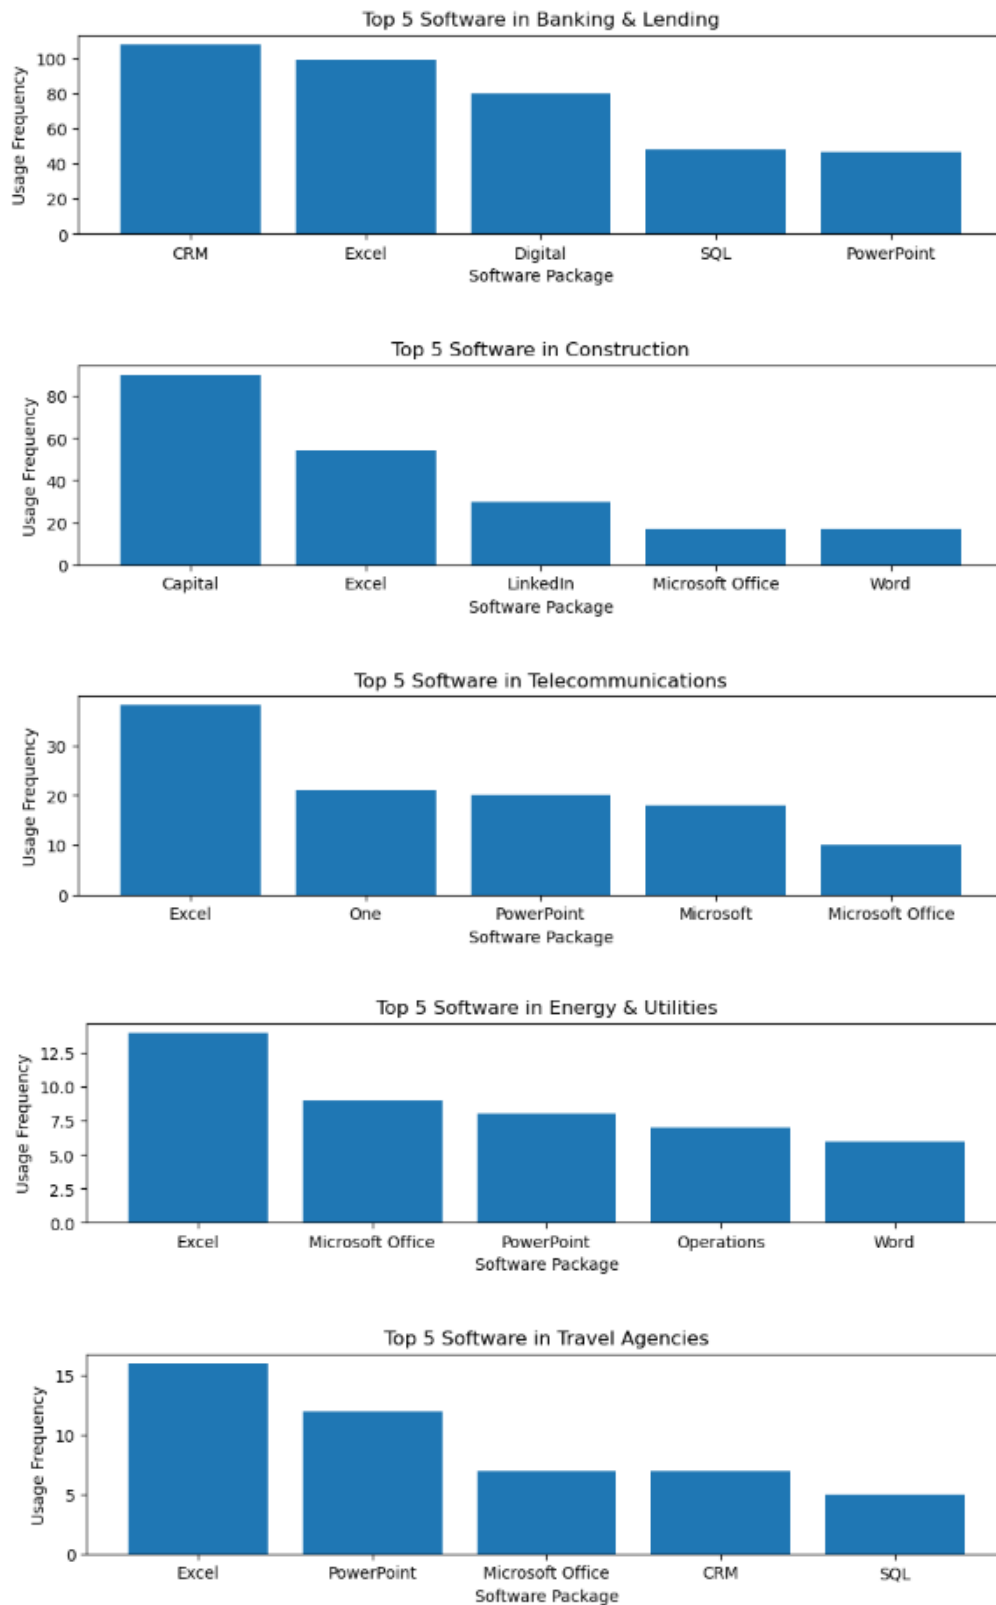 Top 5 Software in Banking & Lending
Usage Frequency
100
80
60
40
20
0
CRM Excel Digital SQL PowerPoint
Software Package
Top 5 Software in Construction
Usage Frequency
80
60
40
20
0
Capital Excel LinkedIn Microsoft Office Word
Software Package
Top 5 Software in Telecommunications
Usage Frequency
30
20
10
0
Excel One PowerPoint Microsoft Microsoft Office
Software Package
Top 5 Software in Energy & Utilities
Usage Frequency
12.5
10.0
7.5
5.0
2.5
0.0
Excel Microsoft Office PowerPoint Operations Word
Software Package
Top 5 Software in Travel Agencies
Usage Frequency
15
10
5
0
Excel PowerPoint Microsoft Office CRM SQL
Software Package